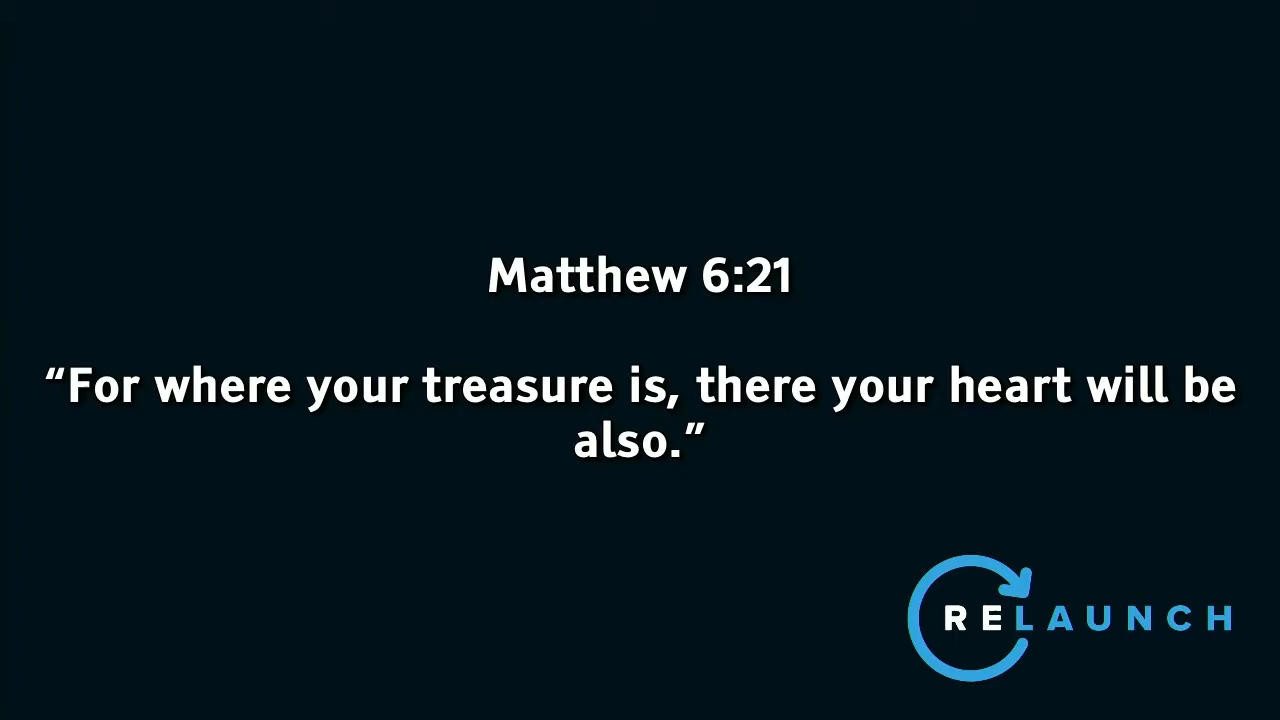 Matthew 6:21
“For where your treasure is, there your heart will be
also.”
RELAUNCH